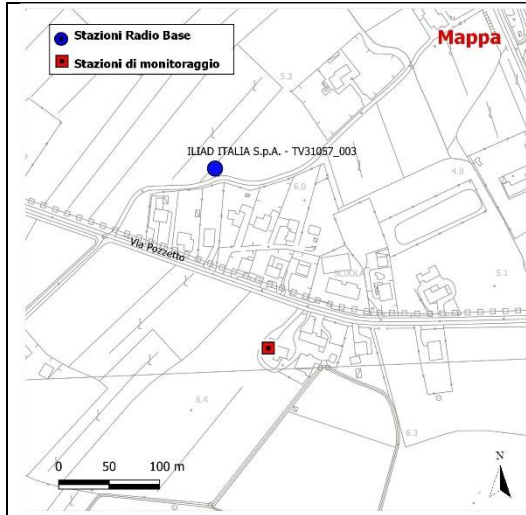 Stazioni Radio Base
Stazioni di monitoraggio
Mappa
5.3
ILIAD ITALIA S.p.A. - TV31057_003
6.0
4.0
Via Pozzetto
SCUOLA
5.1
6.4
6.3
0 50 100 m
N